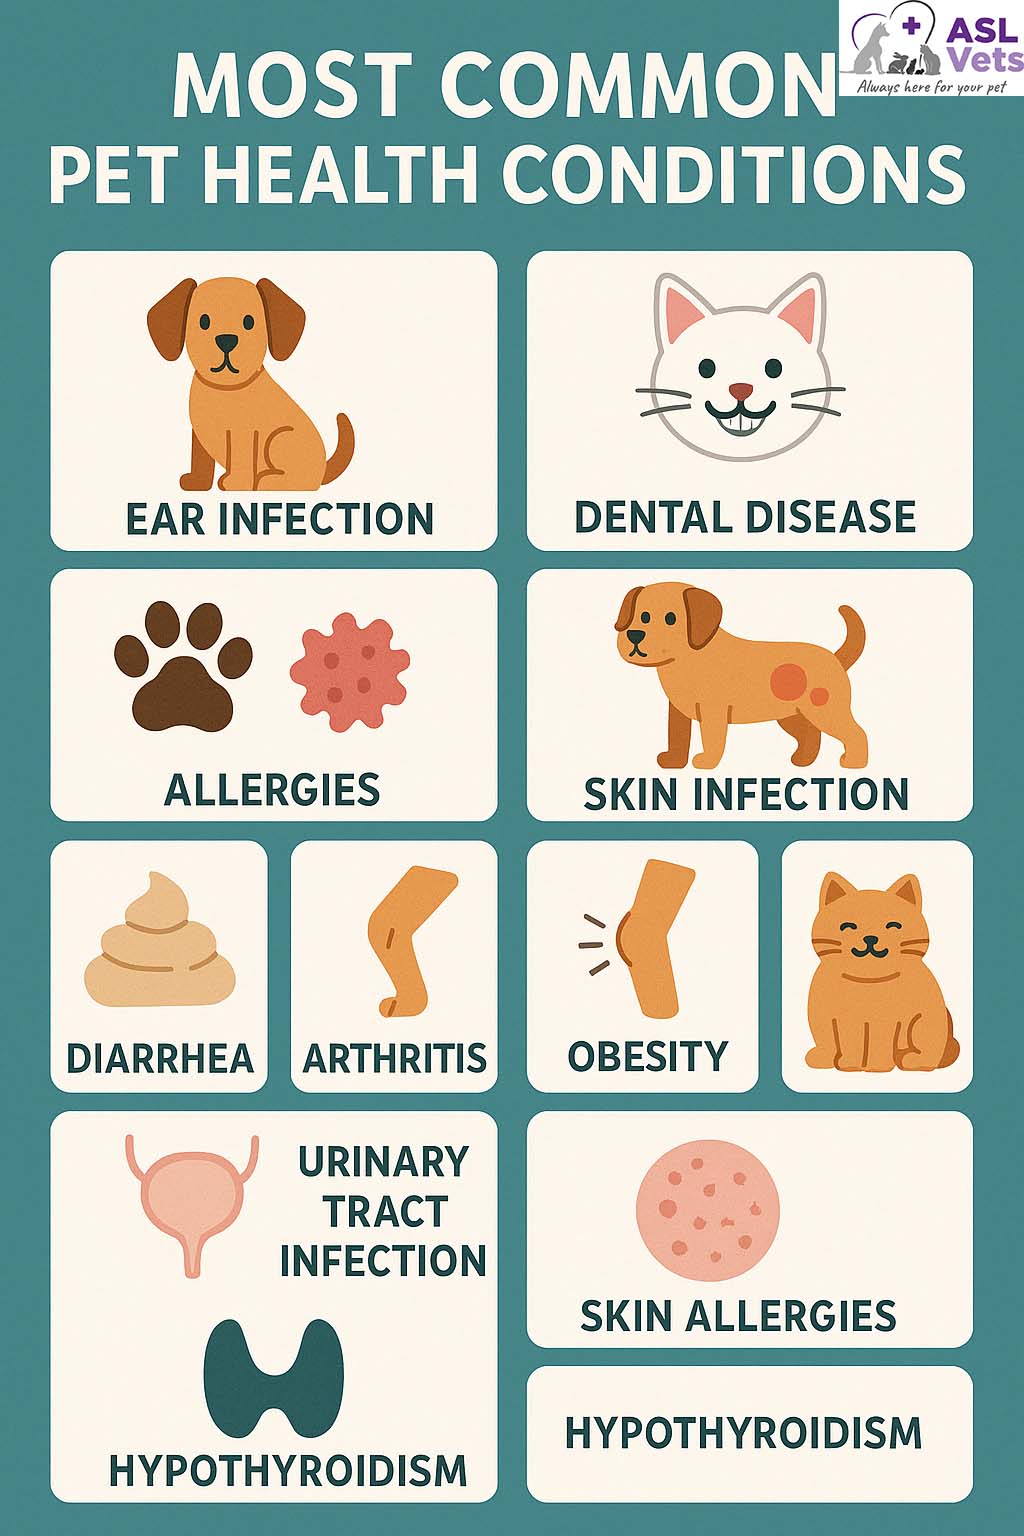 ASL
Vets
Always here for your pet
MOST COMMON
PET HEALTH CONDITIONS
EAR INFECTION
DENTAL DISEASE
ALLERGIES
SKIN INFECTION
DIARRHEA
ARTHRITIS
OBESITY
URINARY
TRACT
INFECTION
HYPOTHYROIDISM
SKIN ALLERGIES
HYPOTHYROIDISM